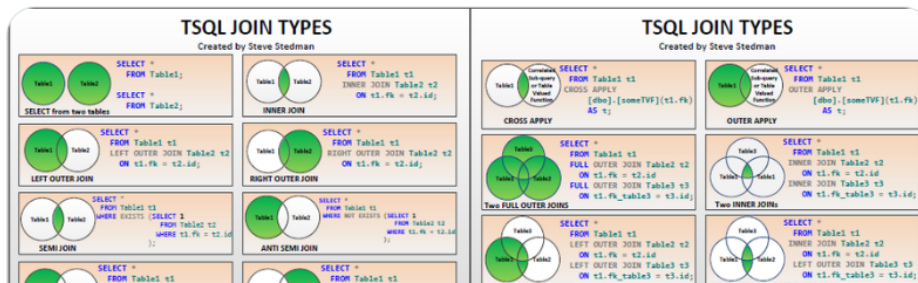 TSQL JOIN TYPES
Created by Steve Stedman
Table1
Table2
SELECT *
FROM Table1;
SELECT *
FROM Table2;
SELECT from two tables
Table1
Table2
SELECT *
FROM Table1 t1
INNER JOIN Table2 t2
ON t1.fk = t2.id;
INNER JOIN
Table1
Table2
SELECT *
FROM Table1 t1
LEFT OUTER JOIN Table2 t2
ON t1.fk = t2.id;
LEFT OUTER JOIN
Table1
Table2
SELECT *
FROM Table1 t1
RIGHT OUTER JOIN Table2 t2
ON t1.fk = t2.id;
RIGHT OUTER JOIN
Table1
Table2
SELECT *
FROM Table1 t1
WHERE EXISTS (SELECT 1
FROM Table2 t2
WHERE t1.fk = t2.id
);
SEMI JOIN
Table1
Table2
SELECT *
FROM Table1 t1
WHERE NOT EXISTS (SELECT 1
FROM Table2 t2
WHERE t1.fk = t2.id
);
ANTI SEMI JOIN
SELECT *
FROM Table1 t1
SELECT *
FROM Table1 t1
TSQL JOIN TYPES
Created by Steve Stedman
Table1
Correlated
Sub-query
or Table
Valued
Function
SELECT *
FROM Table1 t1
CROSS APPLY
[dbo].[someTVF](t1.fk)
AS t;
CROSS APPLY
Table1
Correlated
Sub-query
or Table
Valued
Function
SELECT *
FROM Table1 t1
OUTER APPLY
[dbo].[someTVF](t1.fk)
AS t;
OUTER APPLY
Table3
Table1
Table2
SELECT *
FROM Table1 t1
FULL OUTER JOIN Table2 t2
ON t1.fk = t2.id
FULL OUTER JOIN Table3 t3
ON t1.fk_table3 = t3.id;
Two FULL OUTER JOINS
Table3
Table1
Table2
SELECT *
FROM Table1 t1
INNER JOIN Table2 t2
ON t1.fk = t2.id
INNER JOIN Table3 t3
ON t1.fk_table3 = t3.id;
Two INNER JOINs
Table3
Table1
Table2
SELECT *
FROM Table1 t1
LEFT OUTER JOIN Table2 t2
ON t1.fk = t2.id
LEFT OUTER JOIN Table3 t3
ON t1.fk_table3 = t3.id;
Table3
Table1
Table2
SELECT *
FROM Table1 t1
INNER JOIN Table2 t2
ON t1.fk = t2.id
LEFT OUTER JOIN Table3 t3
ON t1.fk_table3 = t3.id;